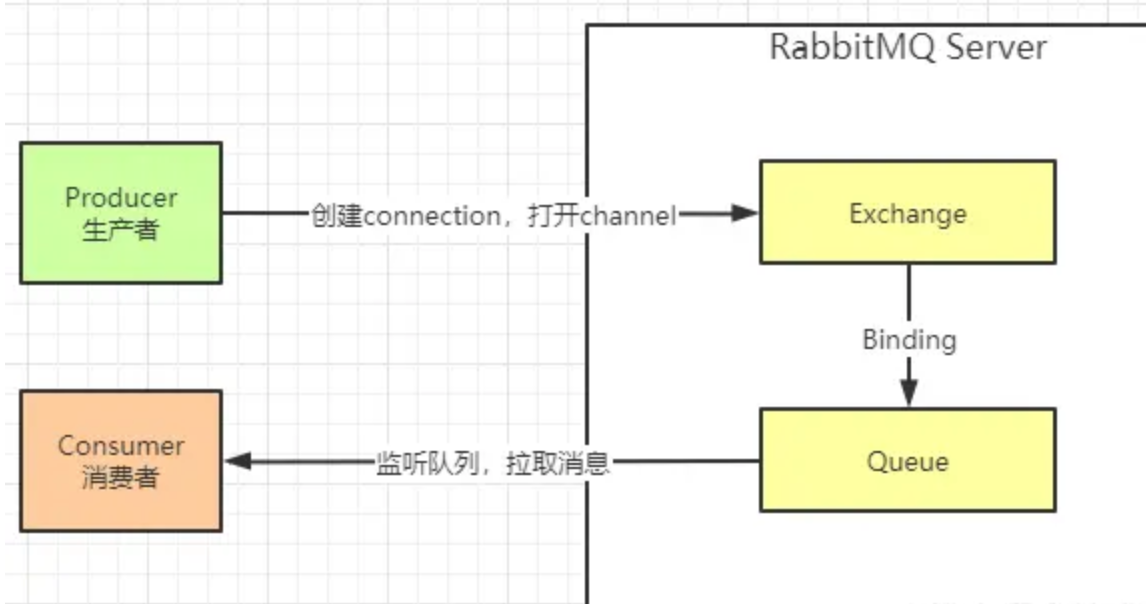 RabbitMQ Server
Producer
生产者
创建connection，打开channel
Exchange
Binding
Consumer
消费者
监听队列，拉取消息
Queue